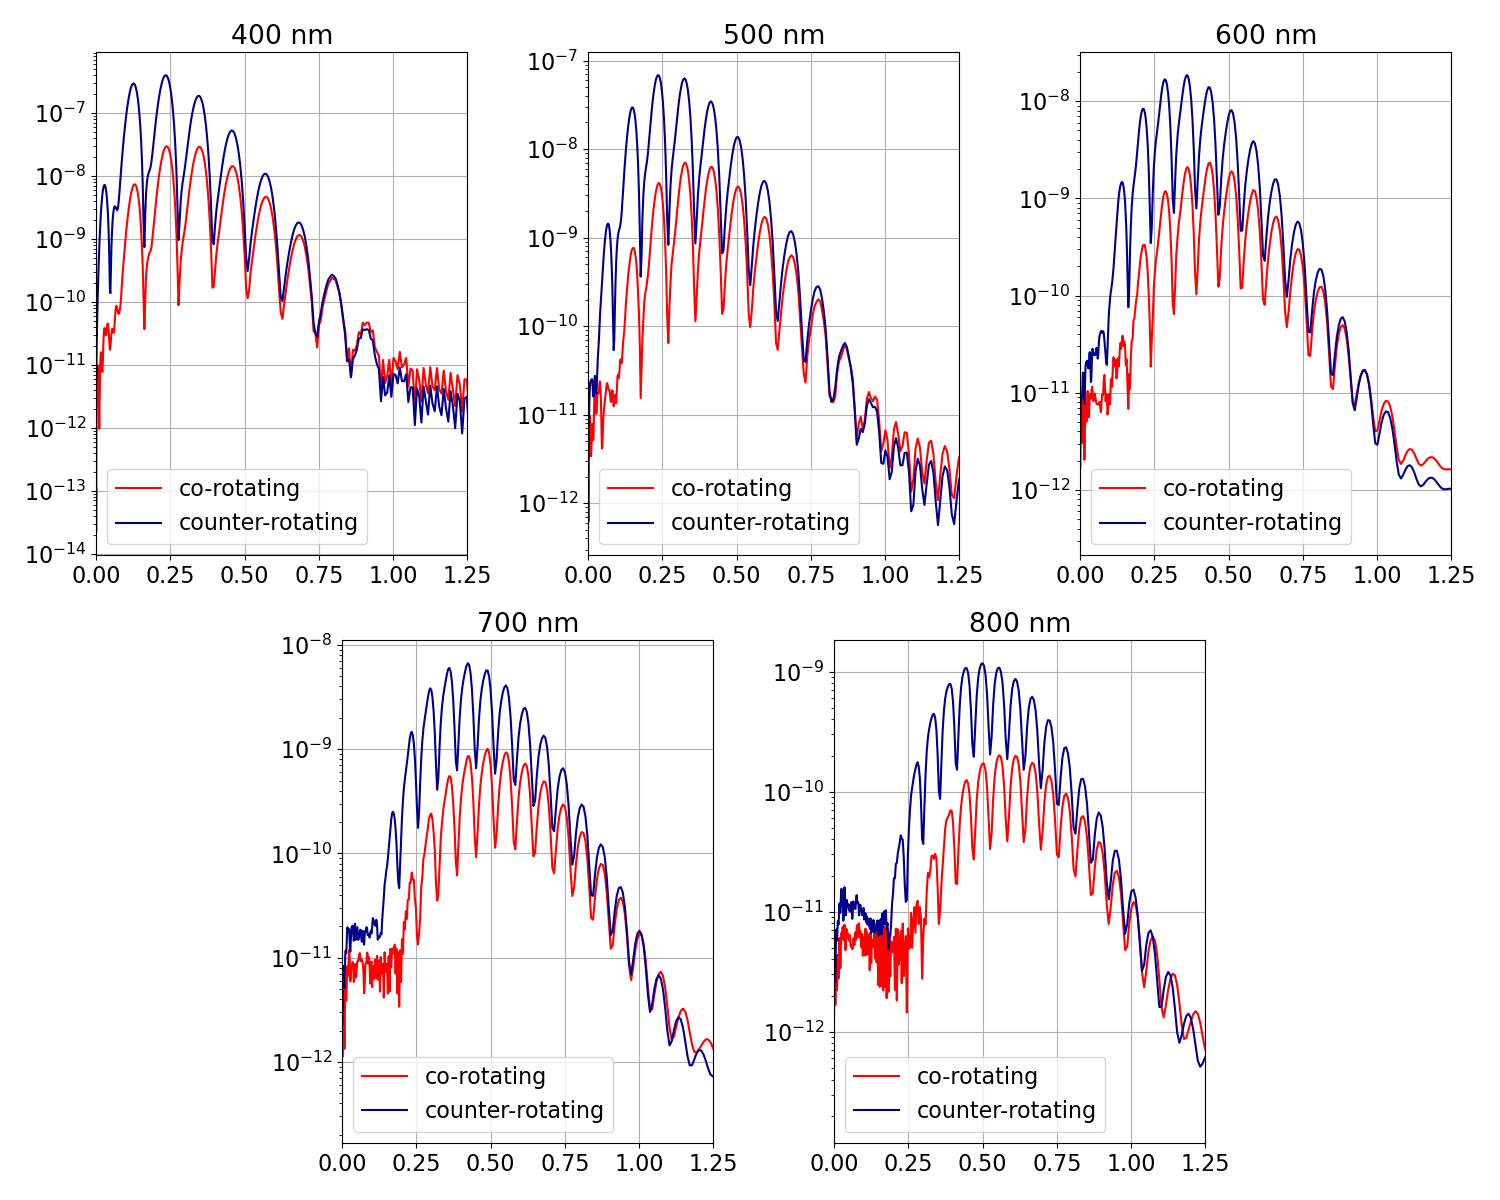 400 nm
500 nm
600 nm
10⁻⁷
10⁻⁸
10⁻⁹
10⁻¹⁰
10⁻¹¹
10⁻¹²
10⁻¹³
10⁻¹⁴
co-rotating
counter-rotating
0.00 0.25 0.50 0.75 1.00 1.25
10⁻⁷
10⁻⁸
10⁻⁹
10⁻¹⁰
10⁻¹¹
10⁻¹²
co-rotating
counter-rotating
0.00 0.25 0.50 0.75 1.00 1.25
10⁻⁸
10⁻⁹
10⁻¹⁰
10⁻¹¹
10⁻¹²
co-rotating
counter-rotating
0.00 0.25 0.50 0.75 1.00 1.25
700 nm
800 nm
10⁻⁸
10⁻⁹
10⁻¹⁰
10⁻¹¹
10⁻¹²
co-rotating
counter-rotating
0.00 0.25 0.50 0.75 1.00 1.25
10⁻⁹
10⁻¹⁰
10⁻¹¹
10⁻¹²
co-rotating
counter-rotating
0.00 0.25 0.50 0.75 1.00 1.25